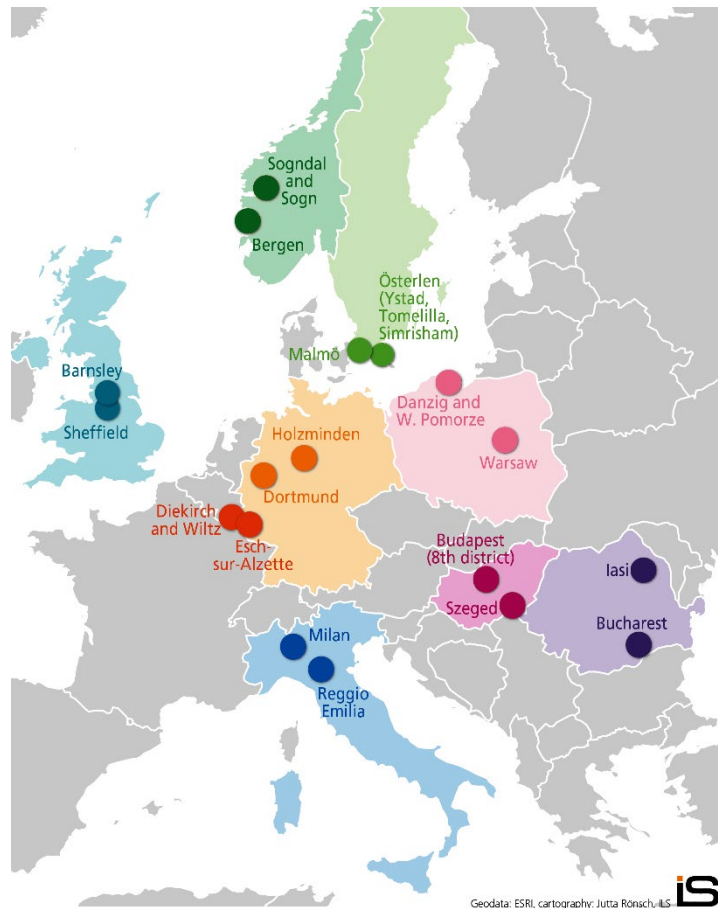 Sogndal
and
Sogn
Bergen
Österlen
(Ystad,
Tomelilla,
Simrisham)
Malmö
Barnsley
Sheffield
Danzig and
W. Pomorze
Warsaw
Holzminden
Dortmund
Diekirch
and Wiltz
Esch-
sur-Alzette
Budapest
(8th district)
Szeged
Iasi
Bucharest
Milan
Reggio
Emilia
Geodata: ESRI, cartography: Jutta Rönsch, ILS
iLS